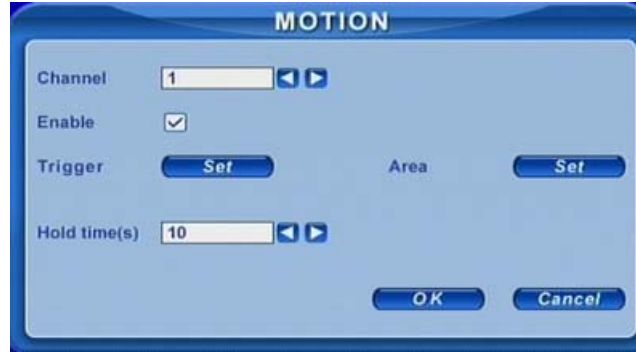 MOTION
Channel 1
Enable
Trigger Set Area Set
Hold time(s) 10
OK Cancel